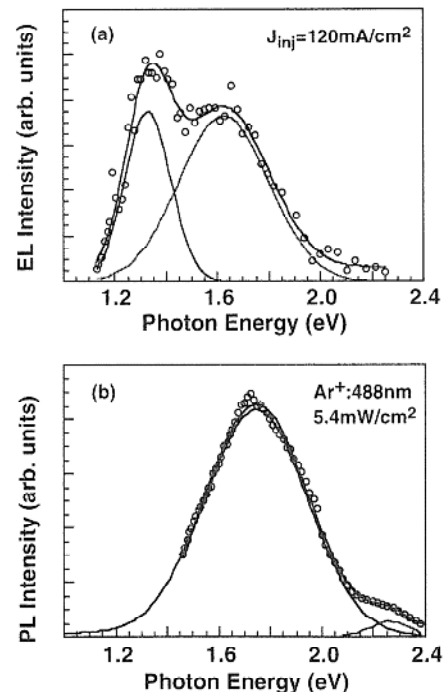 (a)
J_inj=120mA/cm²
EL Intensity (arb. units)
1.2 1.6 2.0 2.4
Photon Energy (eV)
(b)
Ar⁺:488nm
5.4mW/cm²
PL Intensity (arb. units)
1.2 1.6 2.0 2.4
Photon Energy (eV)